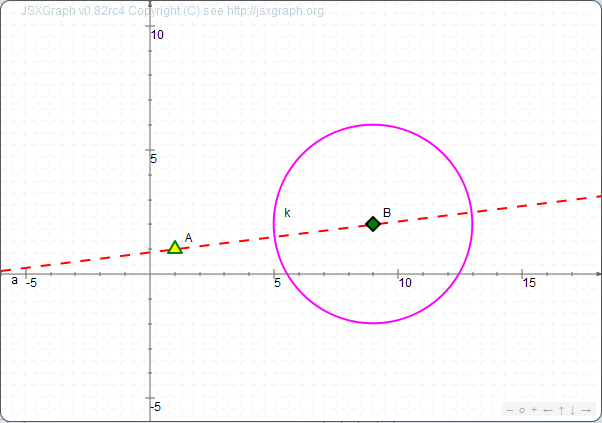 JSXGraph v0.82rc4 Copyright (C) see http://jsxgraph.org
10
5
A
k
B
a
-5
5
10
15
-5
− o + ← ↑ ↓ →